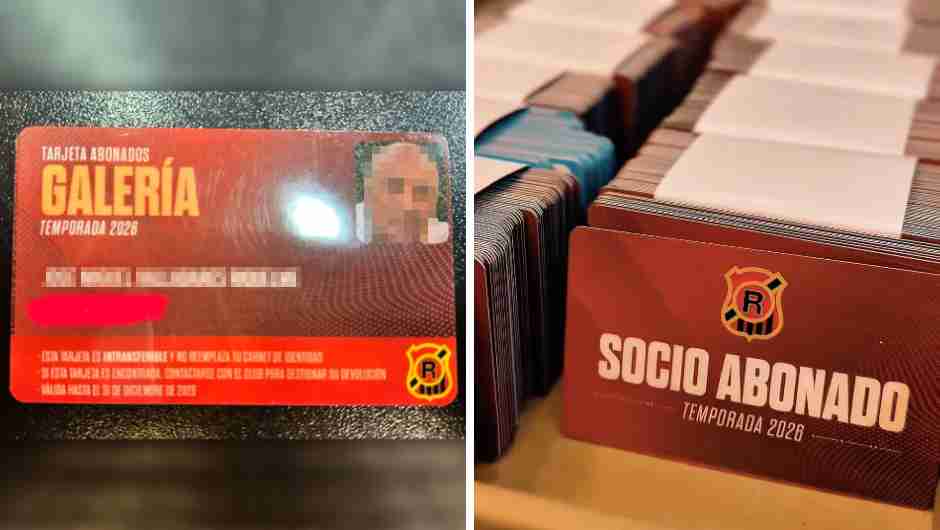 TARJETA ABONADOS
GALERÍA
TEMPORADA 2026
- ESTA TARJETA ES INTRANSFERIBLE Y NO REEMPLAZA TU CARNET DE IDENTIDAD
- SI ESTA TARJETA ES ENCONTRADA, CONTACTARSE CON EL CLUB PARA GESTIONAR SU DEVOLUCIÓN
- VÁLIDA HASTA EL 31 DE DICIEMBRE DE
R
R
SOCIO ABONADO
TEMPORADA 2026